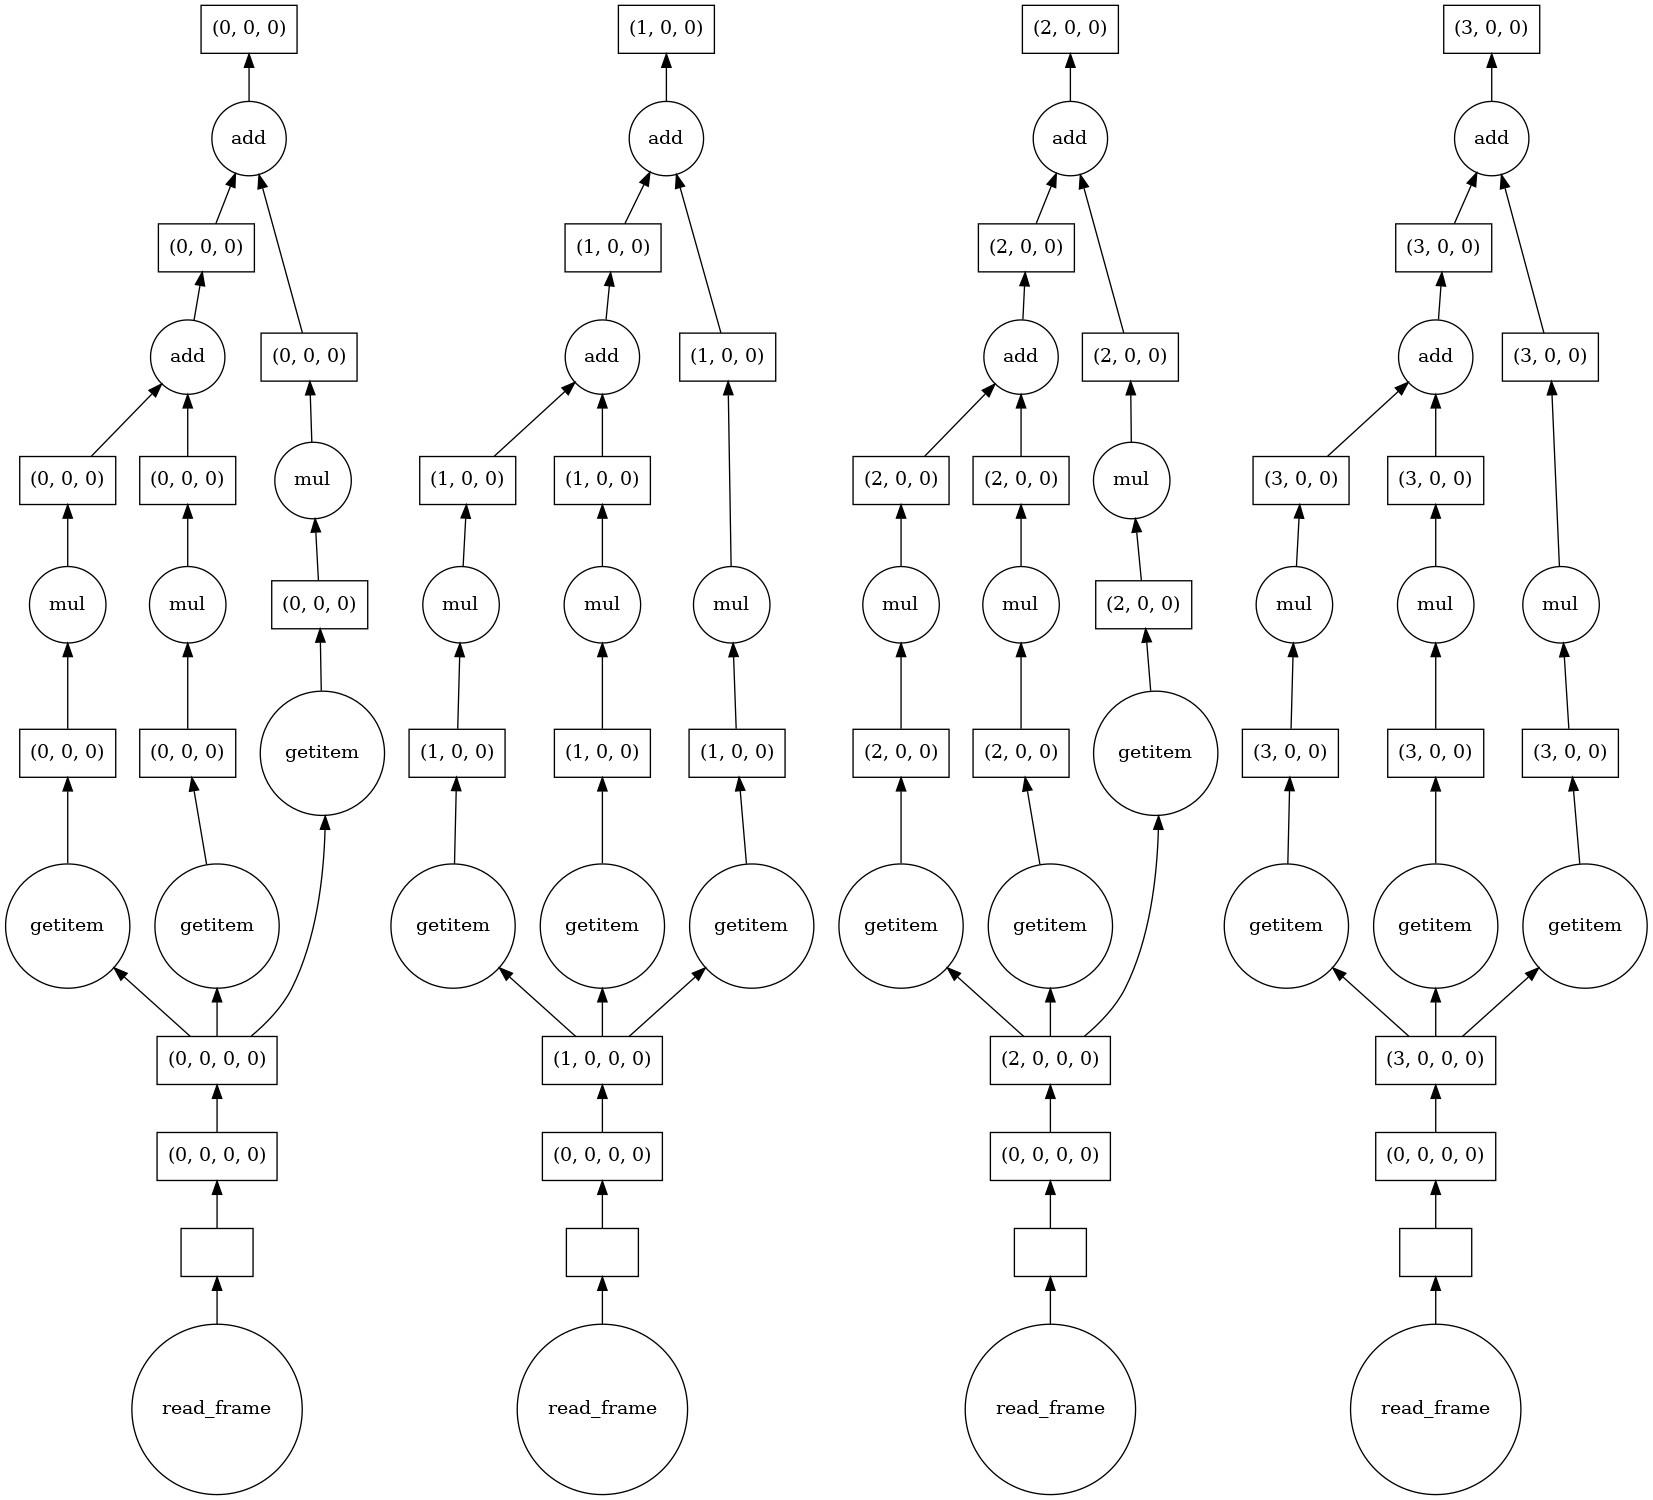 (0, 0, 0) (1, 0, 0) (2, 0, 0) (3, 0, 0)
add add add add
(0, 0, 0) (1, 0, 0) (2, 0, 0) (3, 0, 0)
add (0, 0, 0) add (1, 0, 0) add (2, 0, 0) add (3, 0, 0)
(0, 0, 0) (0, 0, 0) mul (1, 0, 0) (1, 0, 0) (2, 0, 0) (2, 0, 0) mul (3, 0, 0) (3, 0, 0)
mul mul (0, 0, 0) mul mul mul mul mul (2, 0, 0) mul mul mul
(0, 0, 0) (0, 0, 0) getitem (1, 0, 0) (1, 0, 0) (1, 0, 0) (2, 0, 0) (2, 0, 0) getitem (3, 0, 0) (3, 0, 0) (3, 0, 0)
getitem getitem getitem getitem getitem getitem getitem getitem getitem getitem
(0, 0, 0, 0) (1, 0, 0, 0) (2, 0, 0, 0) (3, 0, 0, 0)
(0, 0, 0, 0) (0, 0, 0, 0) (0, 0, 0, 0) (0, 0, 0, 0)
read_frame read_frame read_frame read_frame